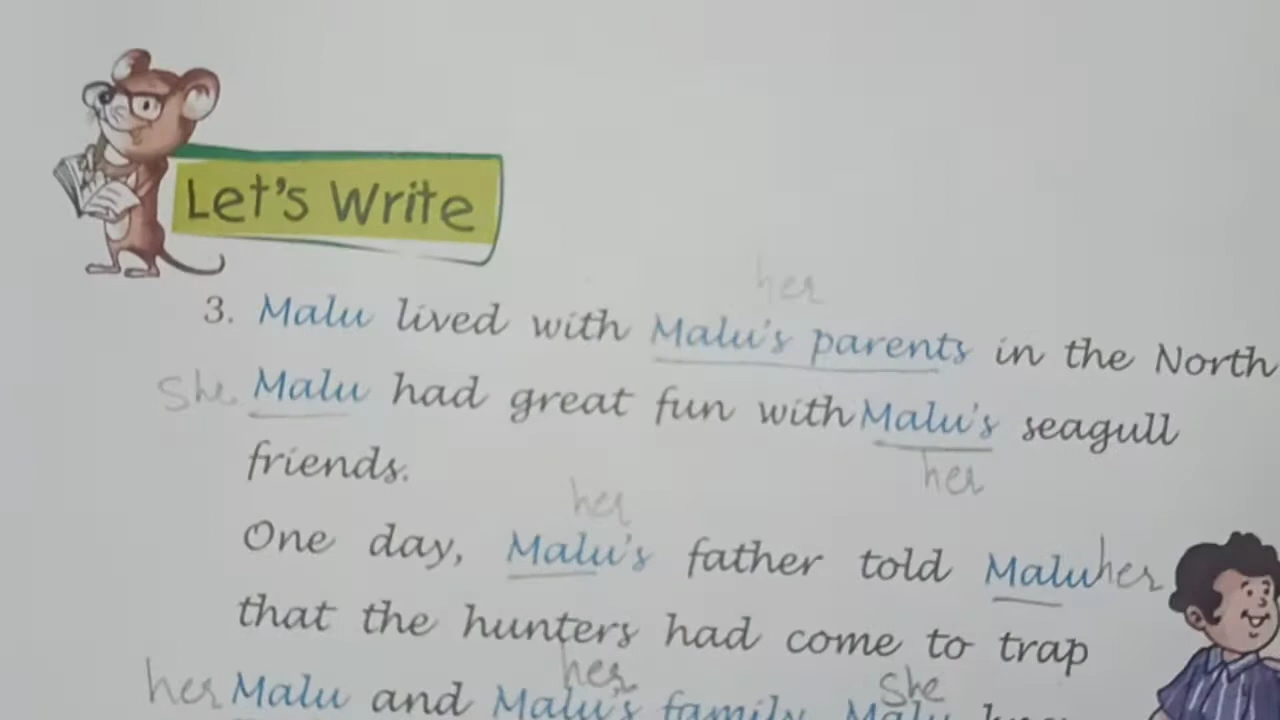 Let's Write
her
3. Malu lived with Malu's parents in the North
She Malu had great fun with Malu's seagull
her
friends.
her
One day, Malu's father told Malu her
that the hunters had come to trap
her She
her Malu and Malu's family. Malu